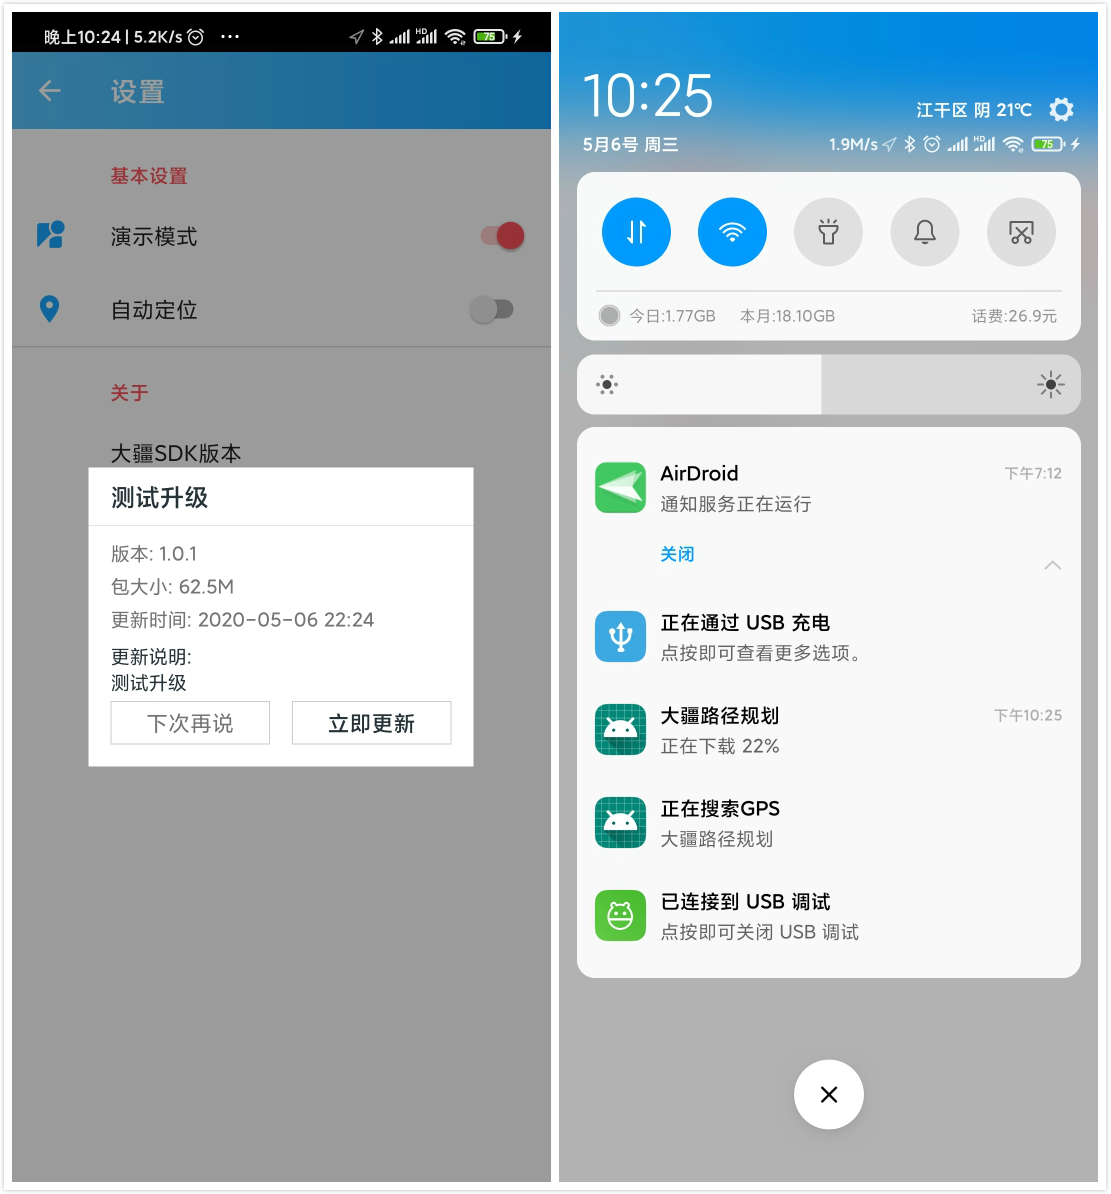 晚上10:24 | 5.2K/s
HD
75
设置
基本设置
演示模式
自动定位
关于
大疆SDK版本
测试升级
版本: 1.0.1
包大小: 62.5M
更新时间: 2020-05-06 22:24
更新说明:
测试升级
下次再说
立即更新
10:25
江干区 阴 21℃
5月6号 周三
1.9M/s
HD
75
今日:1.77GB
本月:18.10GB
话费:26.9元
AirDroid
下午7:12
通知服务正在运行
关闭
正在通过 USB 充电
点按即可查看更多选项。
大疆路径规划
下午10:25
正在下载 22%
正在搜索GPS
大疆路径规划
已连接到 USB 调试
点按即可关闭 USB 调试